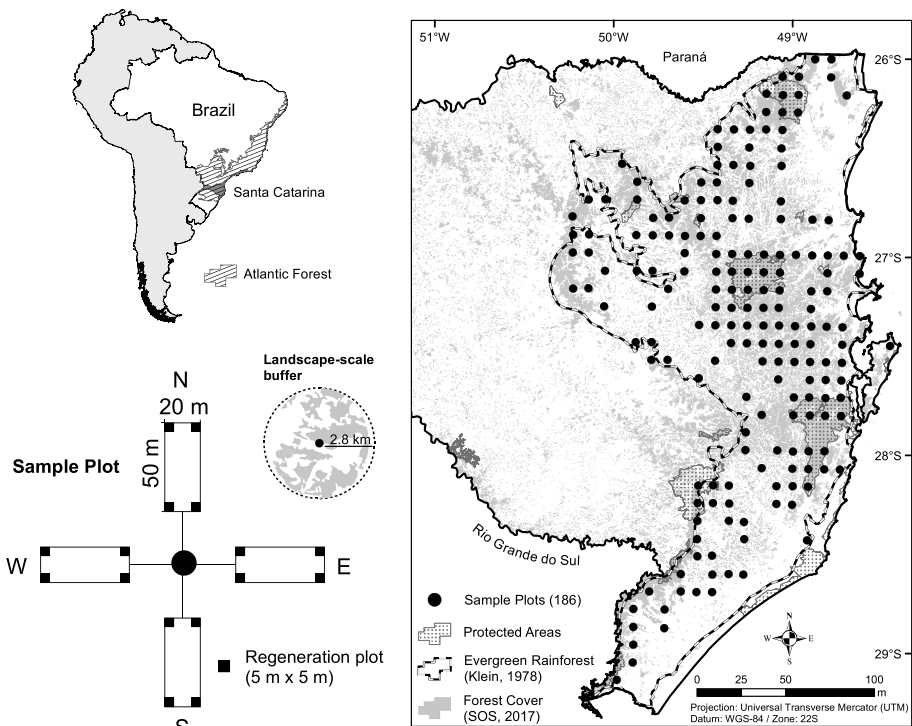 Brazil
Santa Catarina
Atlantic Forest
Landscape-scale
buffer
2.8 km
N
20 m
50 m
Sample Plot
W
E
S
Regeneration plot
(5 m x 5 m)
51°W
50°W
49°W
Paraná
26°S
27°S
28°S
29°S
Rio Grande do Sul
Sample Plots (186)
Protected Areas
Evergreen Rainforest
(Klein, 1978)
Forest Cover
(SOS, 2017)
N
W
E
S
0 25 50 50 100
m
Projection: Universal Transverse Mercator (UTM)
Datum: WGS-84 / Zone: 22S